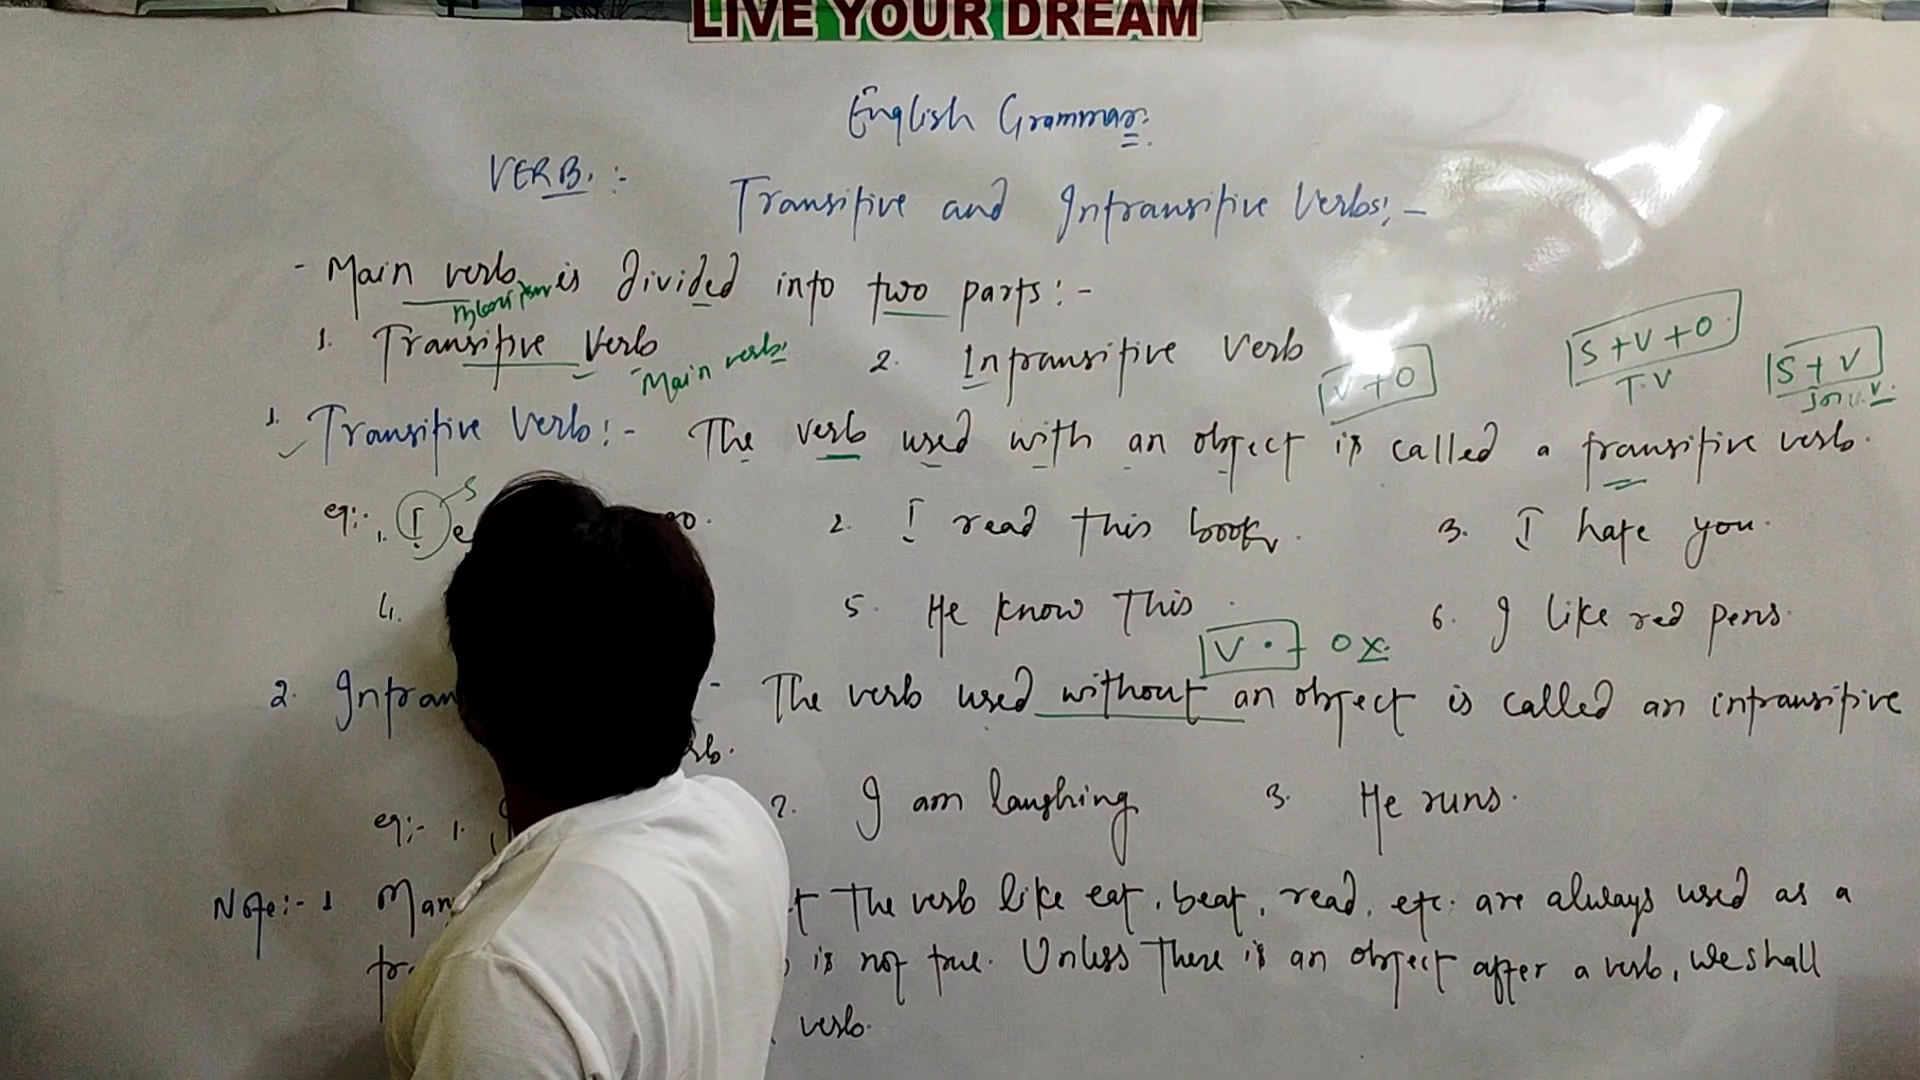 LIVE YOUR DREAM
English Grammar:
VERB. :-
Transitive and Intransitive Verbs:-
- Main verb is divided into two parts:-
1. Transitive Verb
Main verb
2. Intransitive Verb
V+O
S+V+O
T.V
S+V
1. Transitive Verb:- The verb used with an object is called a transitive verb.
eg:- 1. I
S
2. I read this book.
3. I hate you.
4.
5. He know this.
6. I like red pens.
V + O X
2. Intran - The verb used without an object is called an intransitive
eg:- 1.
2. I am laughing
3. He runs.
Note:- 1 The verb like eat, beat, read, etc. are always used as a
is not true. Unless there is an object after a verb, we shall
verb.